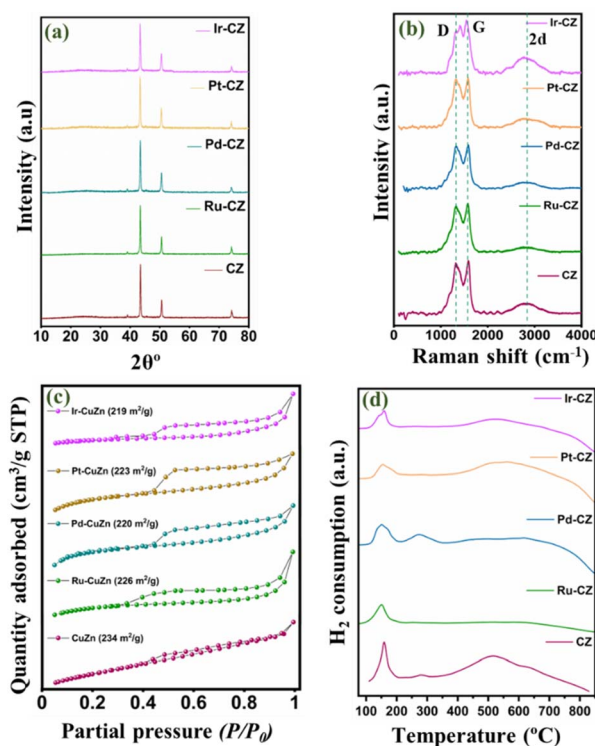 (a)
Ir-CZ
Pt-CZ
Pd-CZ
Ru-CZ
CZ
Intensity (a.u)
10 20 30 40 50 60 70 80
2θº
(b)
D
G
2d
Ir-CZ
Pt-CZ
Pd-CZ
Ru-CZ
CZ
Intensity (a.u.)
0 1000 2000 3000 4000
Raman shift (cm⁻¹)
(c)
Ir-CuZn (219 m²/g)
Pt-CuZn (223 m²/g)
Pd-CuZn (220 m²/g)
Ru-CuZn (226 m²/g)
CuZn (234 m²/g)
Quantity adsorbed (cm³/g STP)
0 0.2 0.4 0.6 0.8 1
Partial pressure (P/P₀)
(d)
Ir-CZ
Pt-CZ
Pd-CZ
Ru-CZ
CZ
H₂ consumption (a.u.)
100 200 300 400 500 600 700 800
Temperature (ºC)